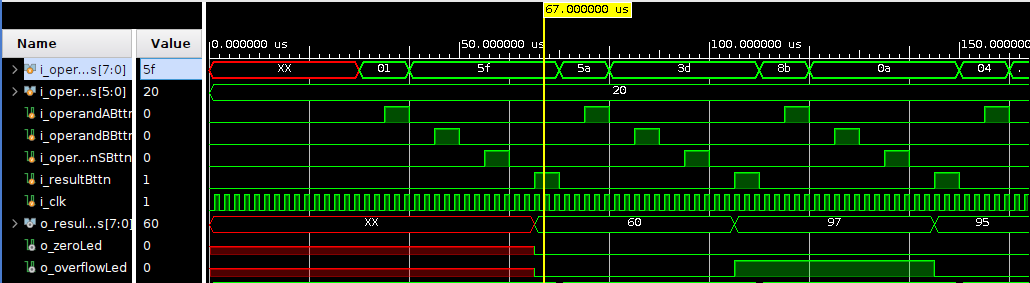 67.000000 us
Name Value 0.000000 us 50.000000 us 100.000000 us 150.000000
i_oper...s[7:0] 5f XX 01 5f 5a 3d 8b 0a 04 .
i_oper...s[5:0] 20 20
i_operandABttn 0
i_operandBBttn 0
i_oper...nSBttn 0
i_resultBttn 1
i_clk 1
o_resul...s[7:0] 60 XX 60 97 95
o_zeroLed 0
o_overflowLed 0